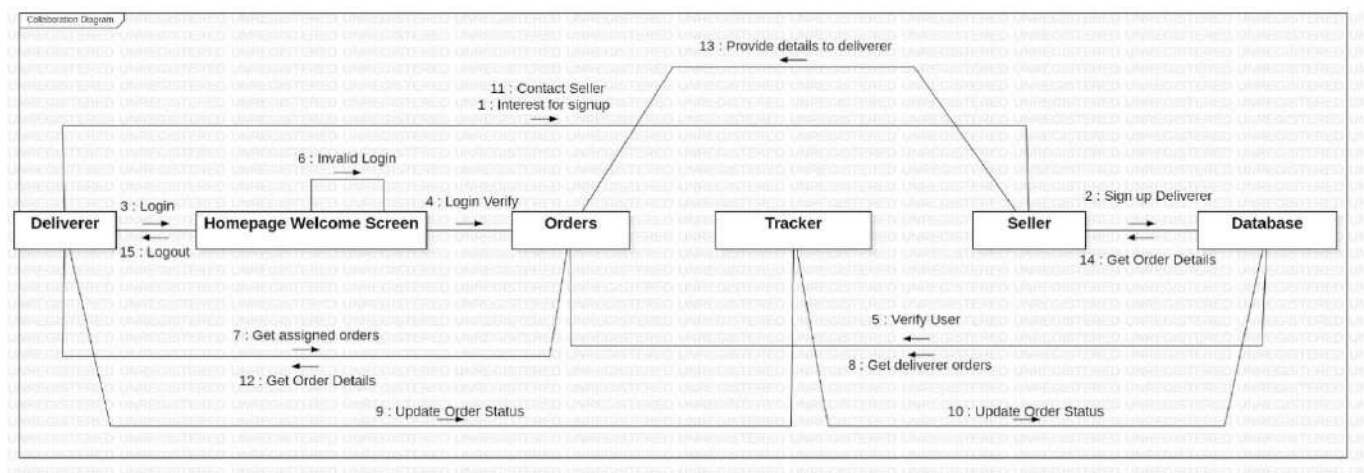 Collaboration Diagram
13 : Provide details to deliverer
11 : Contact Seller
1 : Interest for signup
6 : Invalid Login
3 : Login
4 : Login Verify
2 : Sign up Deliverer
Deliverer
Homepage Welcome Screen
Orders
Tracker
Seller
Database
15 : Logout
14 : Get Order Details
5 : Verify User
7 : Get assigned orders
8 : Get deliverer orders
12 : Get Order Details
9 : Update Order Status
10 : Update Order Status
UNREGISTERED